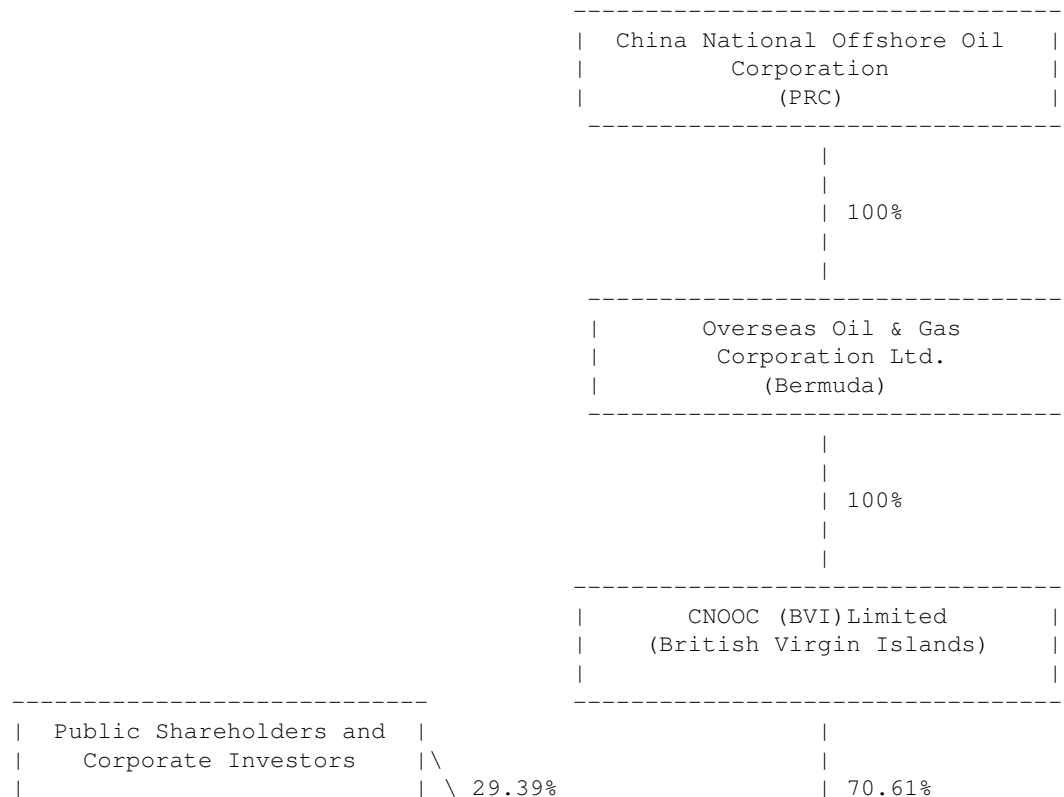 China National Offshore Oil
Corporation
(PRC)
100%
Overseas Oil & Gas
Corporation Ltd.
(Bermuda)
100%
CNOOC (BVI)Limited
(British Virgin Islands)
Public Shareholders and
Corporate Investors
29.39%
70.61%